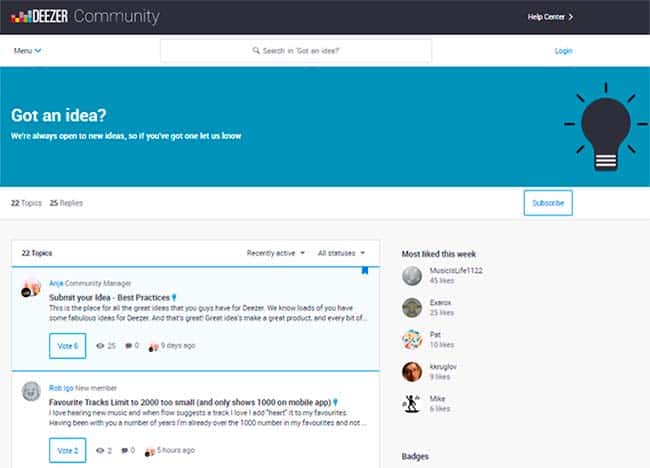 DEEZER Community
Help Center
Menu
Search in 'Got an idea?'
Login
Got an idea?
We're always open to new ideas, so if you've got one let us know
22 Topics 25 Replies
Subscribe
22 Topics
Recently active
All statuses
Anja Community Manager
Submit your Idea - Best Practices
This is the place for all the great ideas that you guys have for Deezer. We know loads of you have
some fabulous ideas for Deezer. And that's great! Great idea's make a great product, and every bit of...
Vote 6
25
0
9 days ago
Rob Igo New member
Favourite Tracks Limit to 2000 too small (and only shows 1000 on mobile app)
I love hearing new music and when flow suggests a track I love I add "heart" it to my favourites.
Having been with you a number of years I'm already over the 1000 number in my favourites and not ...
Vote 2
2
0
5 hours ago
Most liked this week
MusicIsLife1122
45 likes
Exarox
25 likes
Pat
10 likes
kkruglov
9 likes
Mike
6 likes
Badges